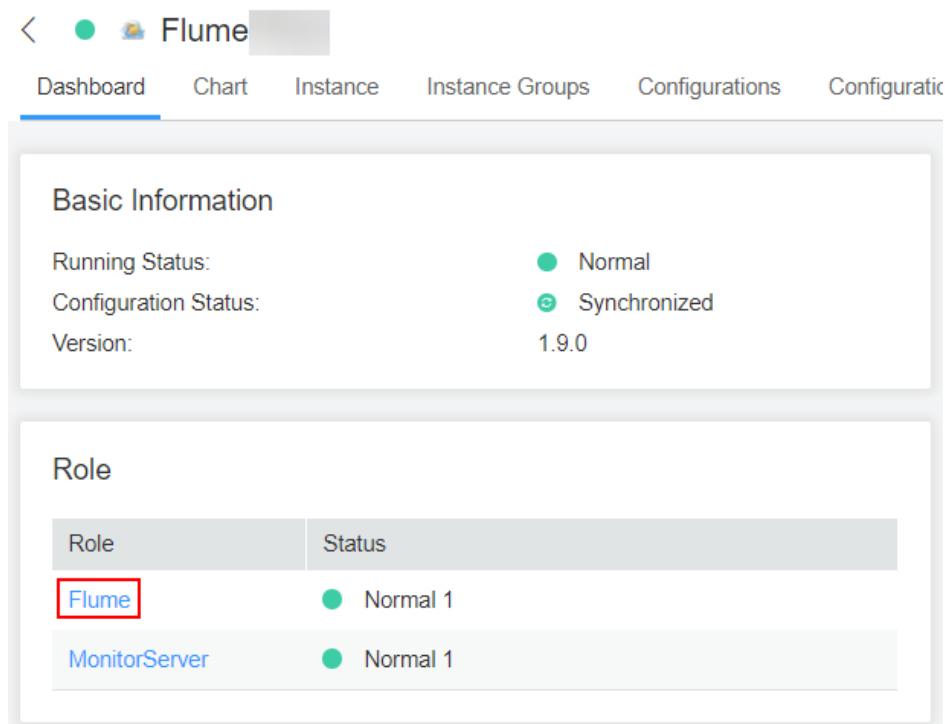 Flume
Dashboard Chart Instance Instance Groups Configurations Configuratio
Basic Information
Running Status: Normal
Configuration Status: Synchronized
Version: 1.9.0
Role
Role Status
Flume Normal 1
MonitorServer Normal 1